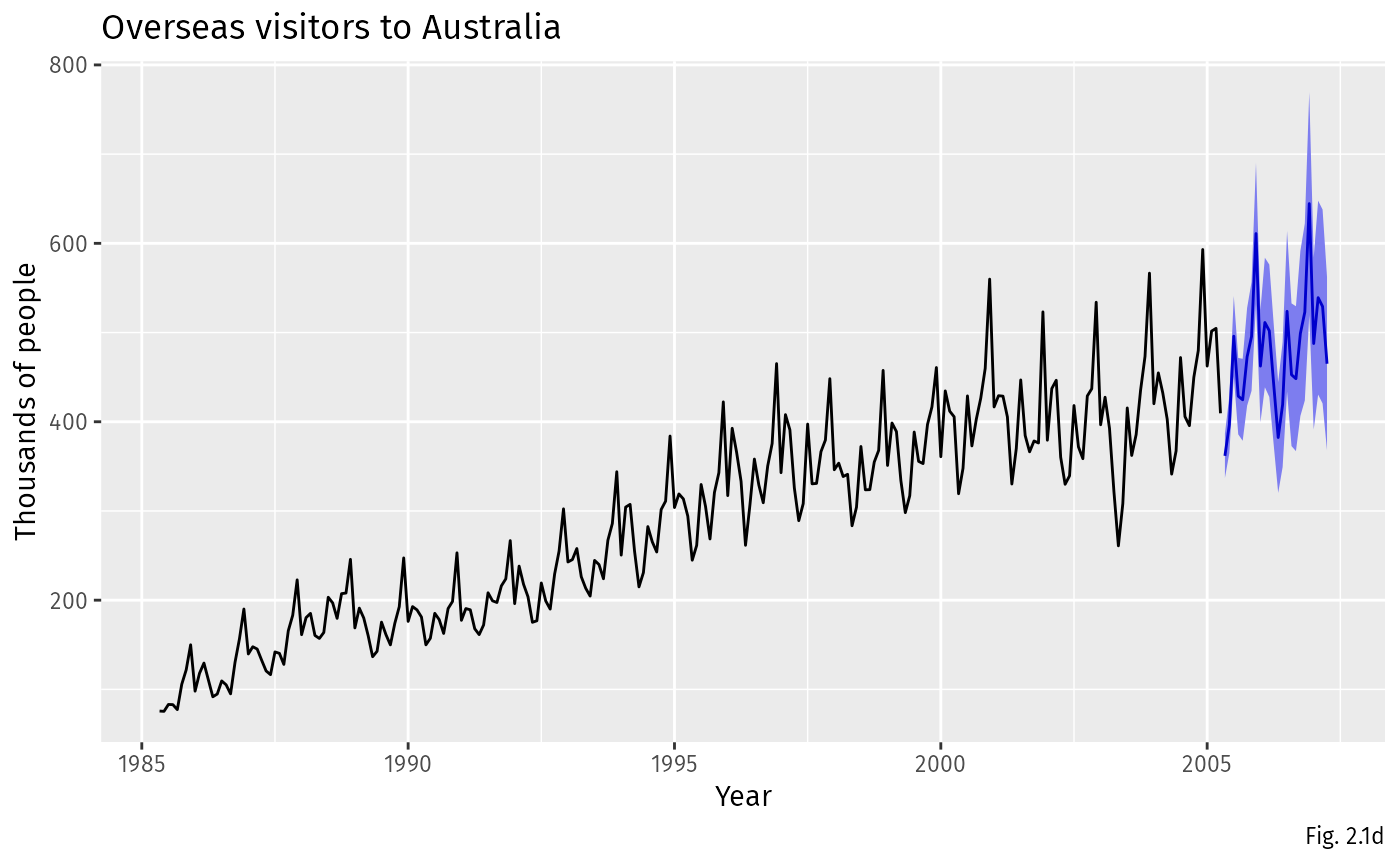 Overseas visitors to Australia
800
600
400
200
Thousands of people
1985 1990 1995 2000 2005
Year
Fig. 2.1d